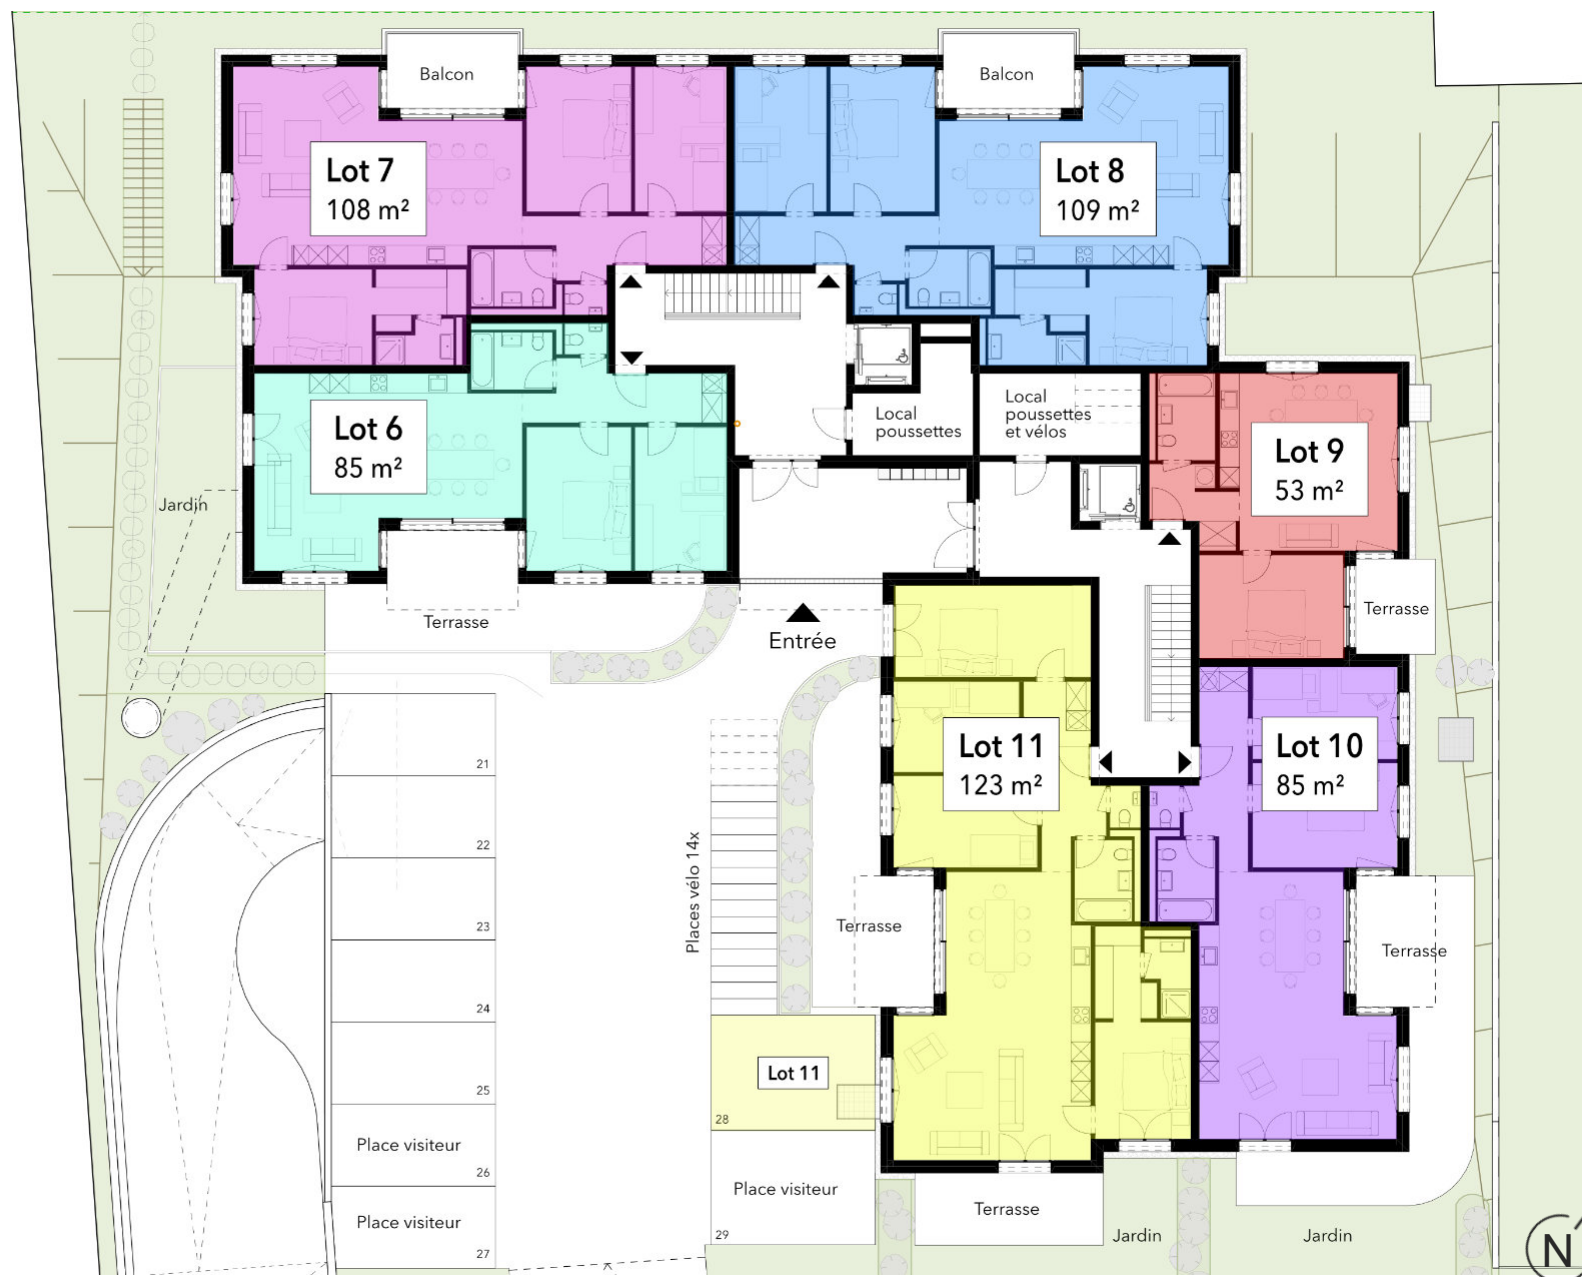 Balcon
Balcon
Lot 7
108 m²
Lot 8
109 m²
Local
poussettes
Local
poussettes
et vélos
Lot 6
85 m²
Lot 9
53 m²
Jardin
Terrasse
Terrasse
Entrée
Lot 11
123 m²
Lot 10
85 m²
21
22
23
24
25
Place visiteur
26
Place visiteur
27
Places vélo 14x
Terrasse
Terrasse
Lot 11
28
Place visiteur
29
Terrasse
Jardin
Jardin
N